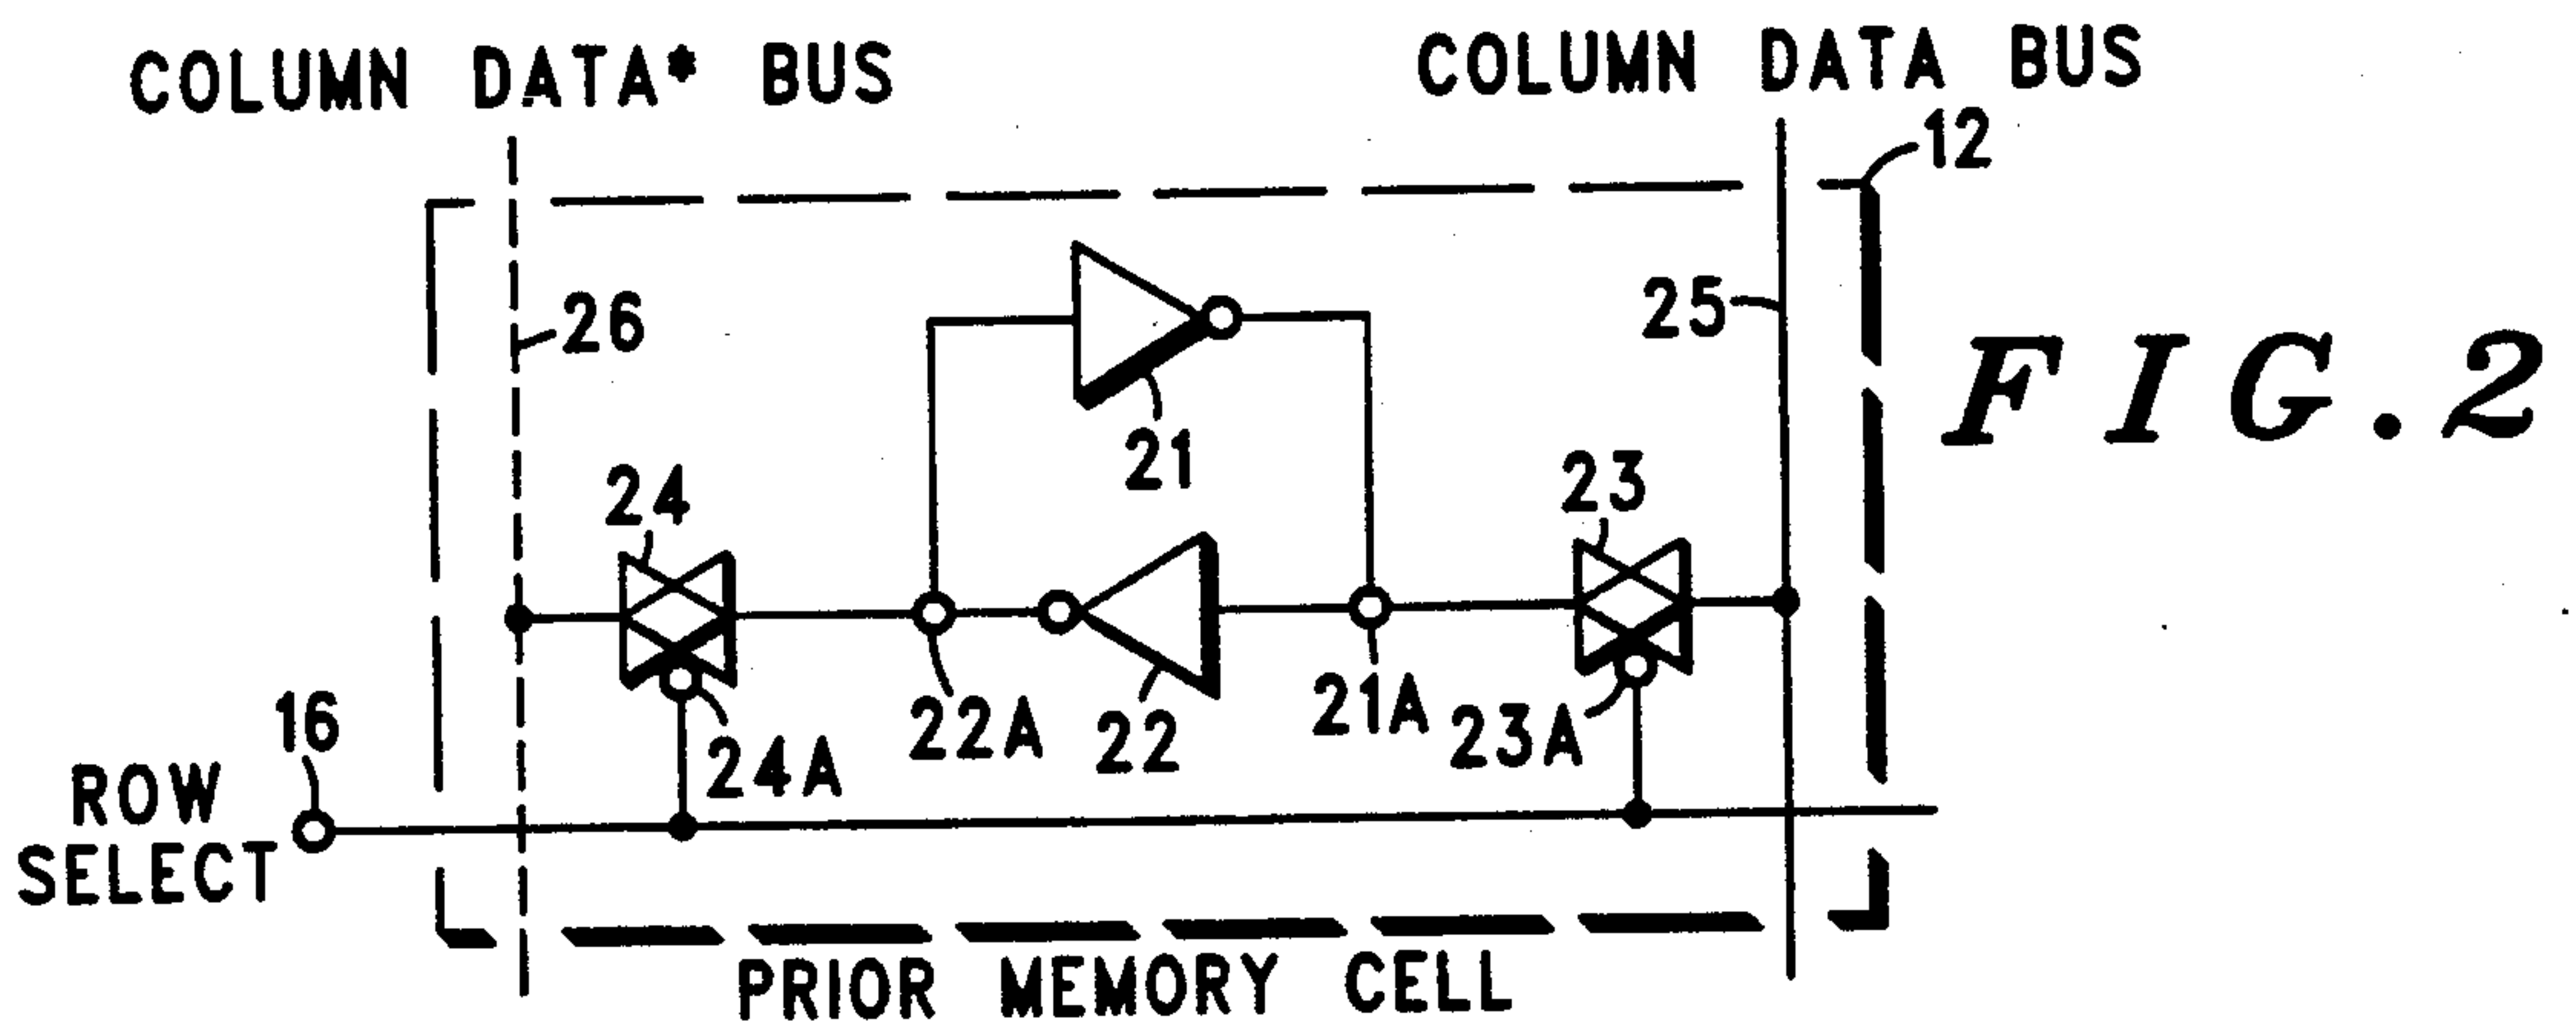 COLUMN DATA* BUS
COLUMN DATA BUS
12
26
25
FIG.2
21
24
23
16
22A
22
21A
23A
24A
ROW
SELECT
PRIOR MEMORY CELL